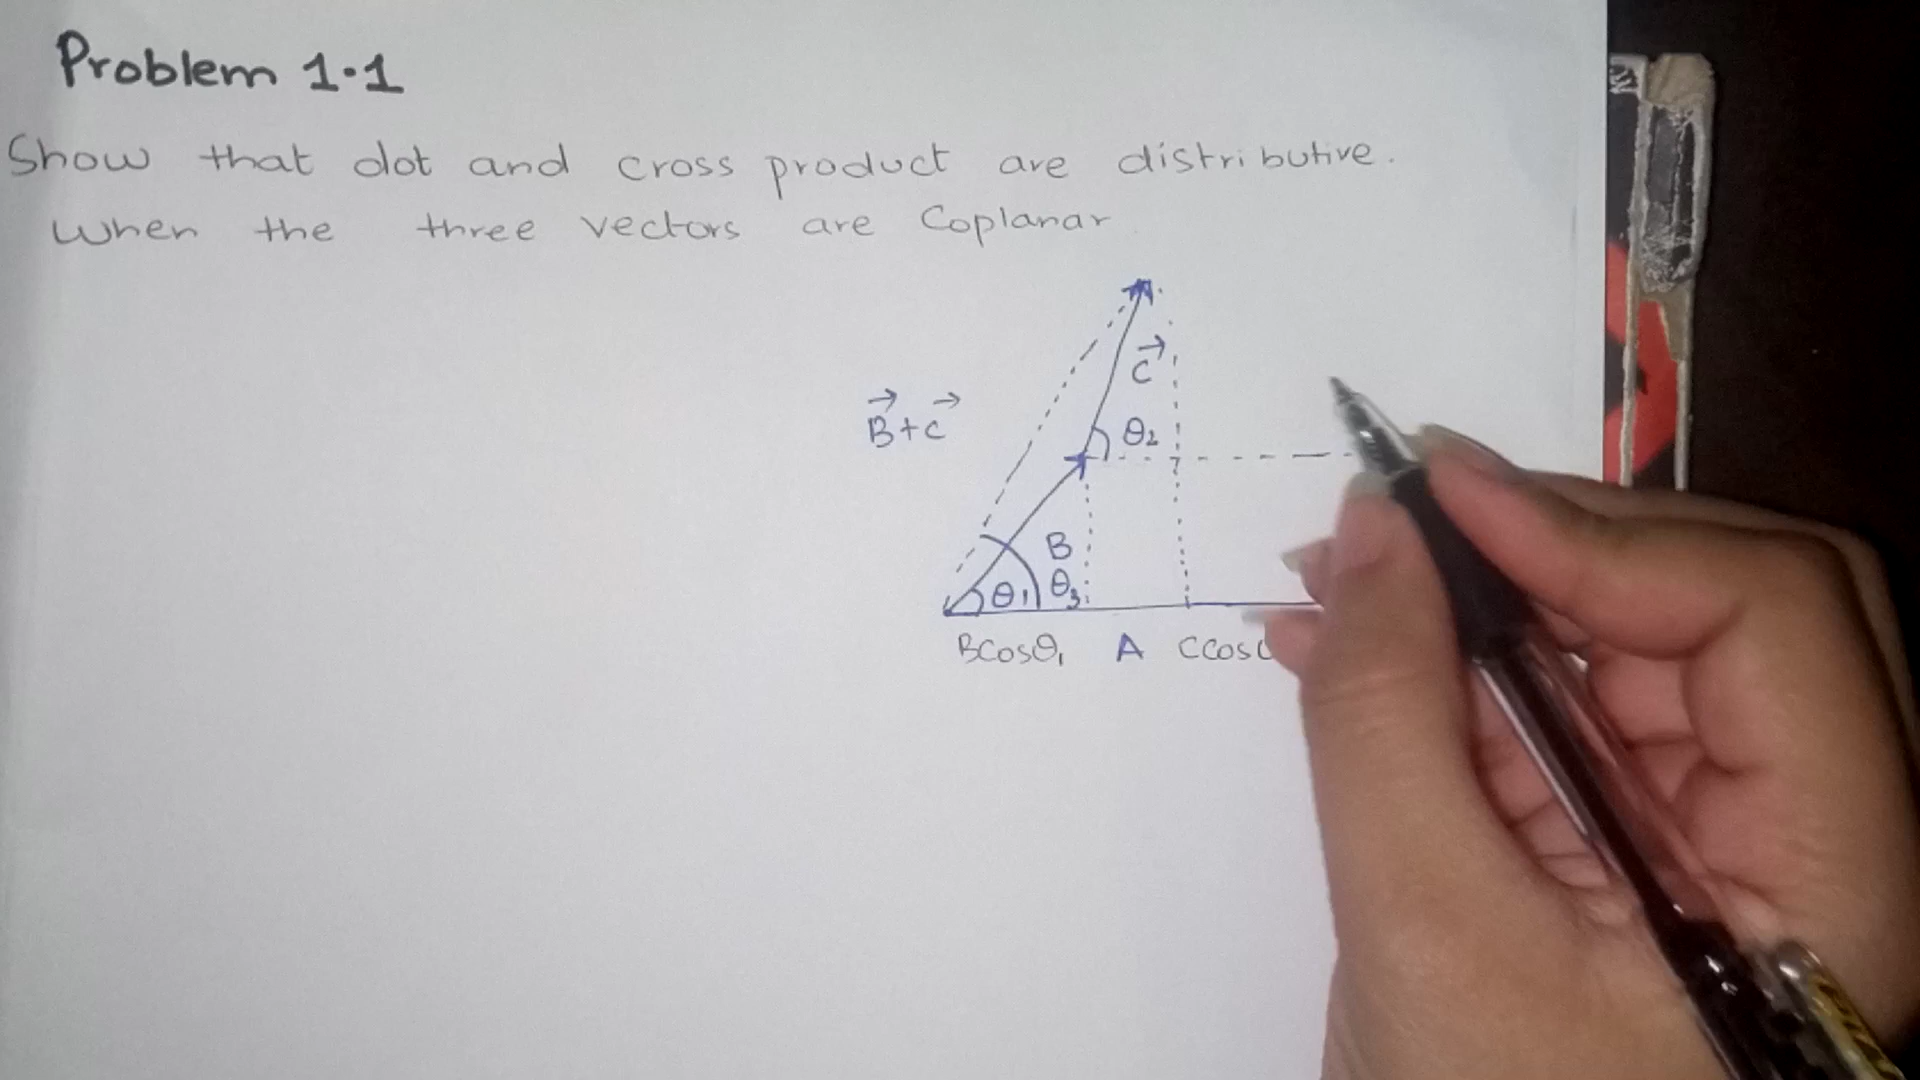 Problem 1.1
Show that dot and cross product are distributive.
When the three vectors are Coplanar
C
B+C
θ2
B
θ1 θ3
BCosθ1 A